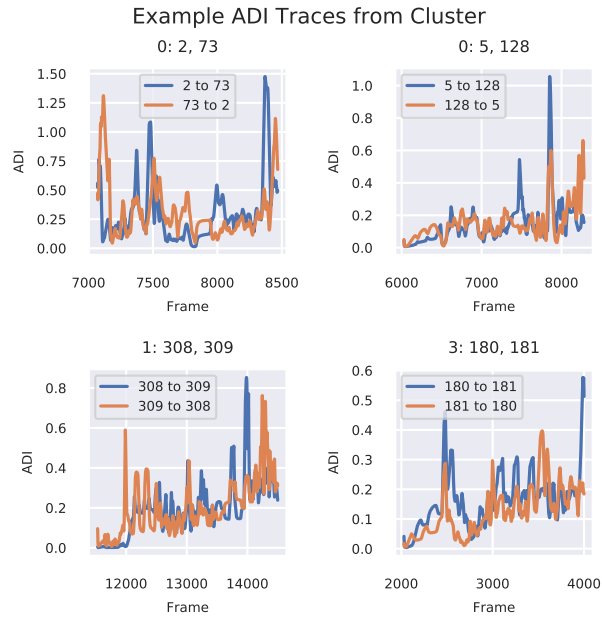 Example ADI Traces from Cluster
0: 2, 73
ADI
1.50
1.25
1.00
0.75
0.50
0.25
0.00
2 to 73
73 to 2
7000
7500
8000
8500
Frame
0: 5, 128
ADI
1.0
0.8
0.6
0.4
0.2
0.0
5 to 128
128 to 5
6000
7000
8000
Frame
1: 308, 309
ADI
0.8
0.6
0.4
0.2
0.0
308 to 309
309 to 308
12000
13000
14000
Frame
3: 180, 181
ADI
0.6
0.5
0.4
0.3
0.2
0.1
0.0
180 to 181
181 to 180
2000
3000
4000
Frame